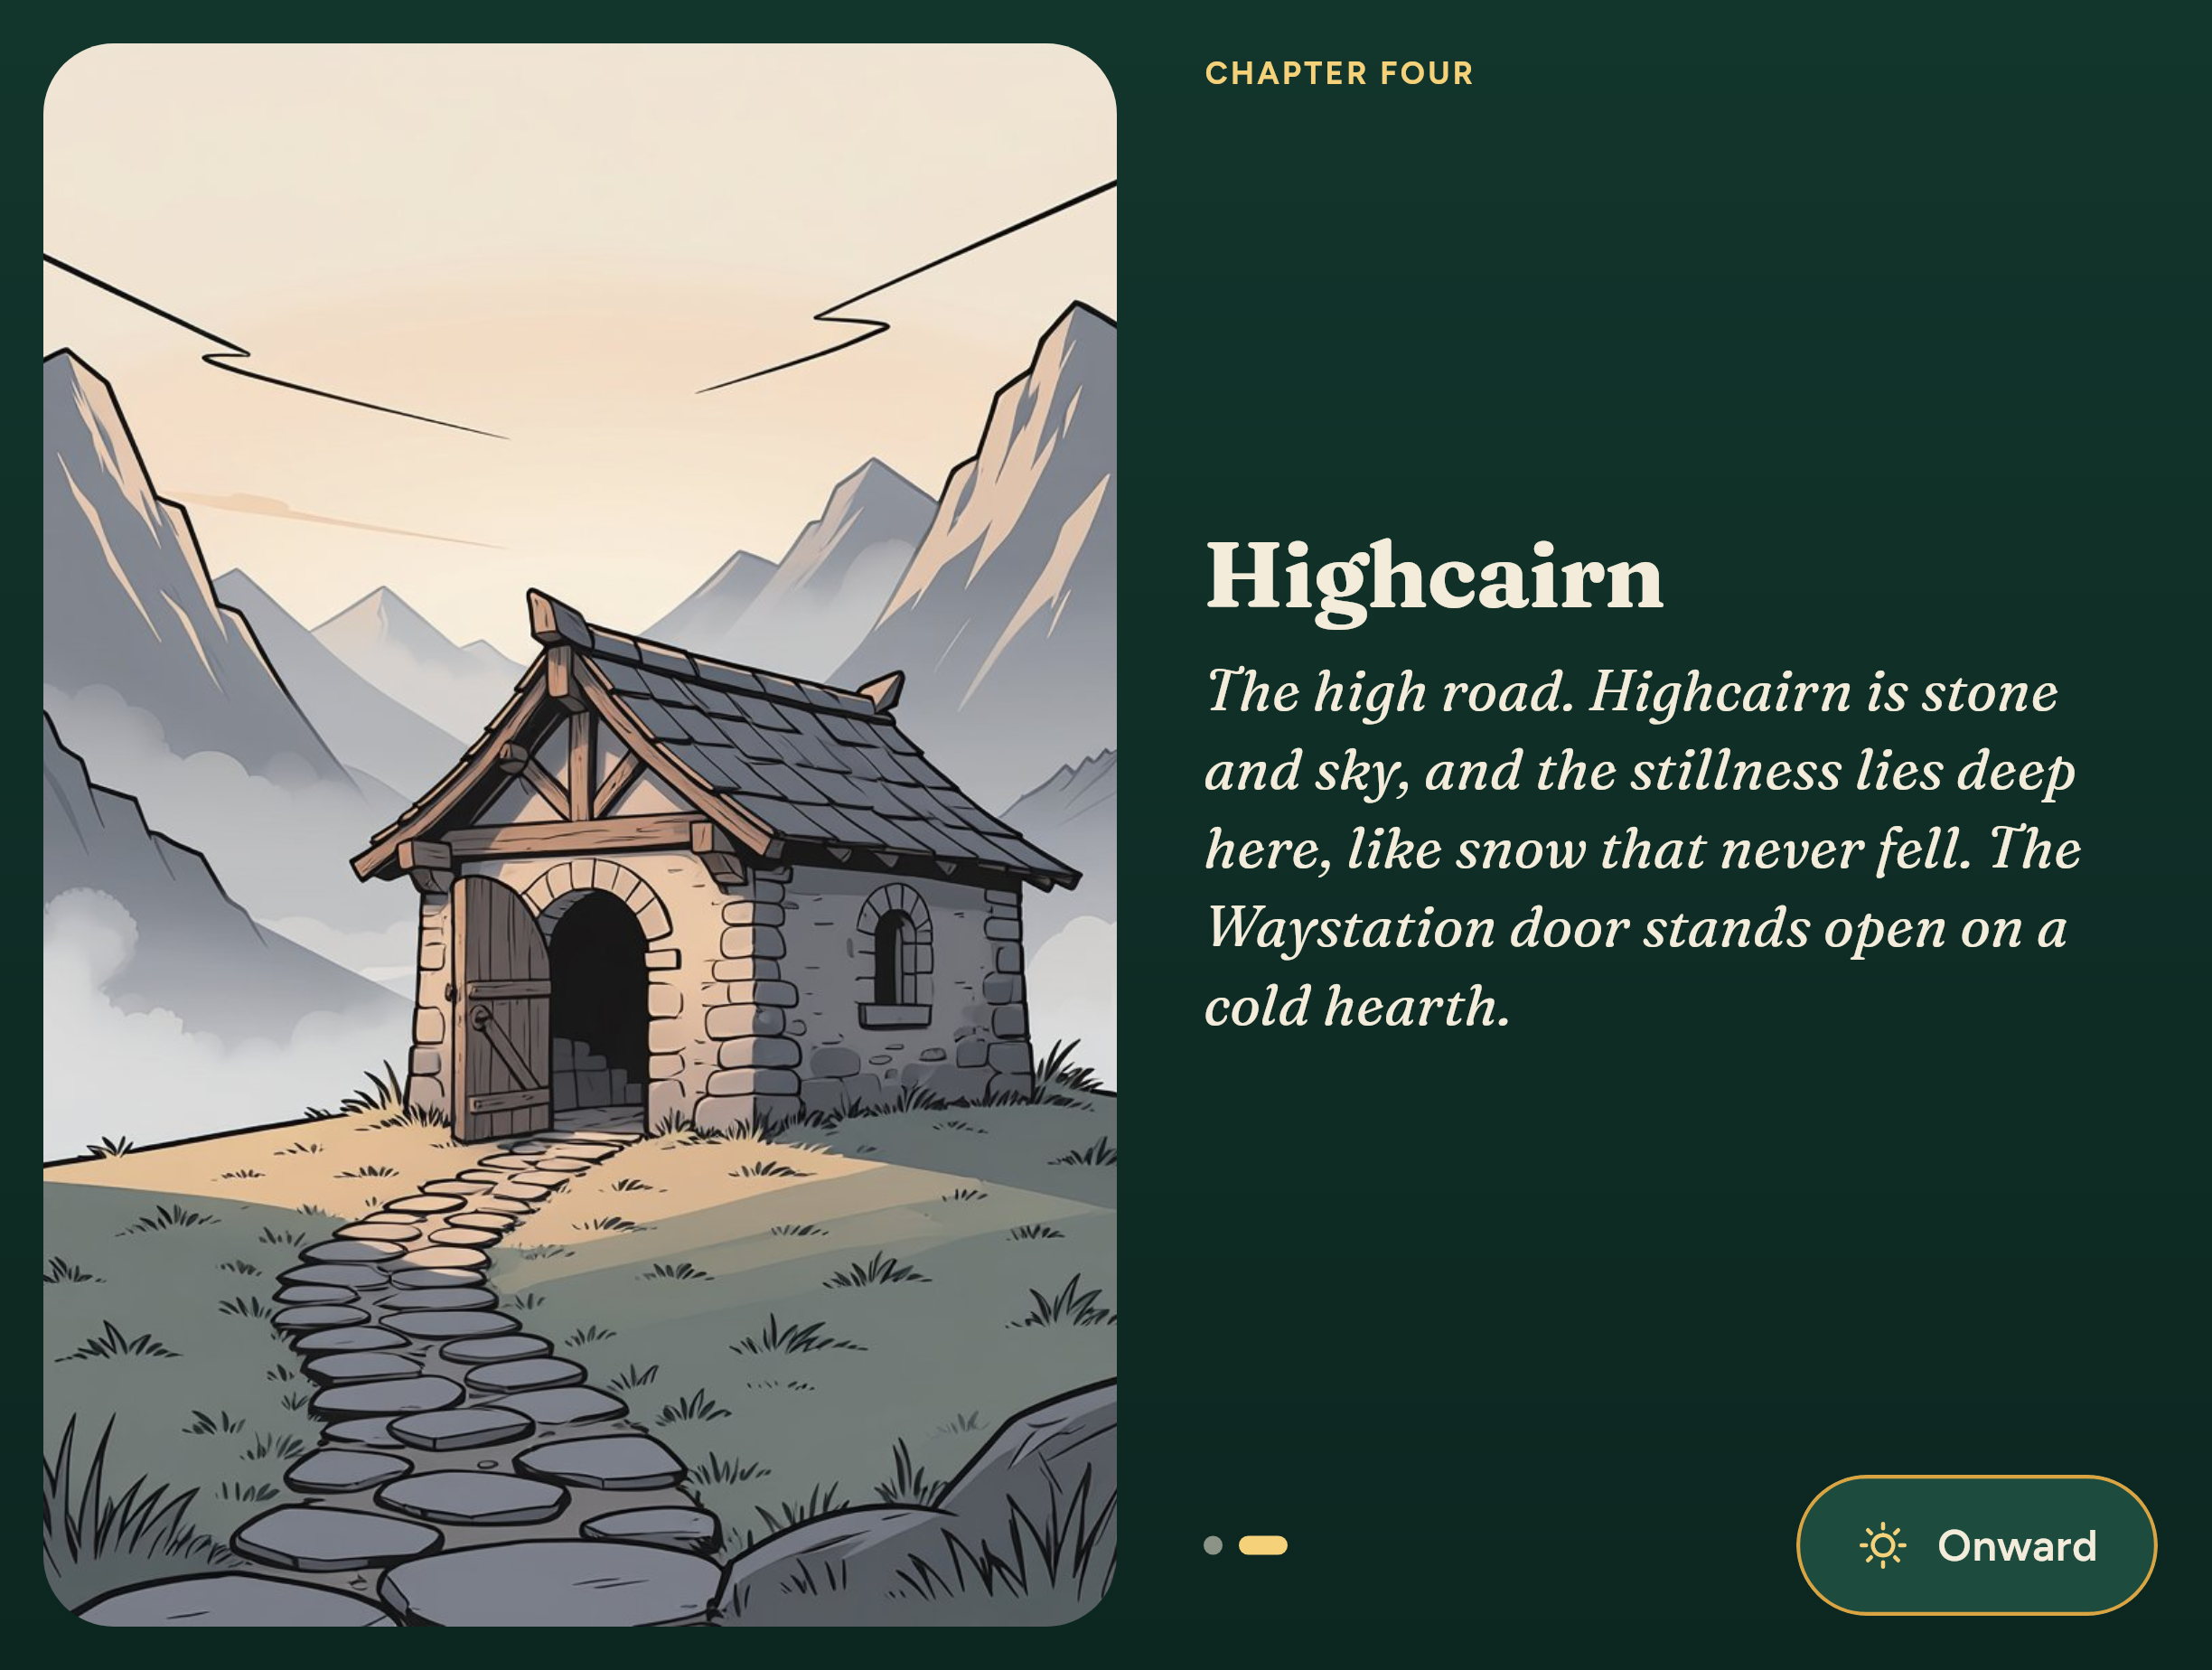 CHAPTER FOUR
Highcairn
The high road. Highcairn is stone
and sky, and the stillness lies deep
here, like snow that never fell. The
Waystation door stands open on a
cold hearth.
Onward